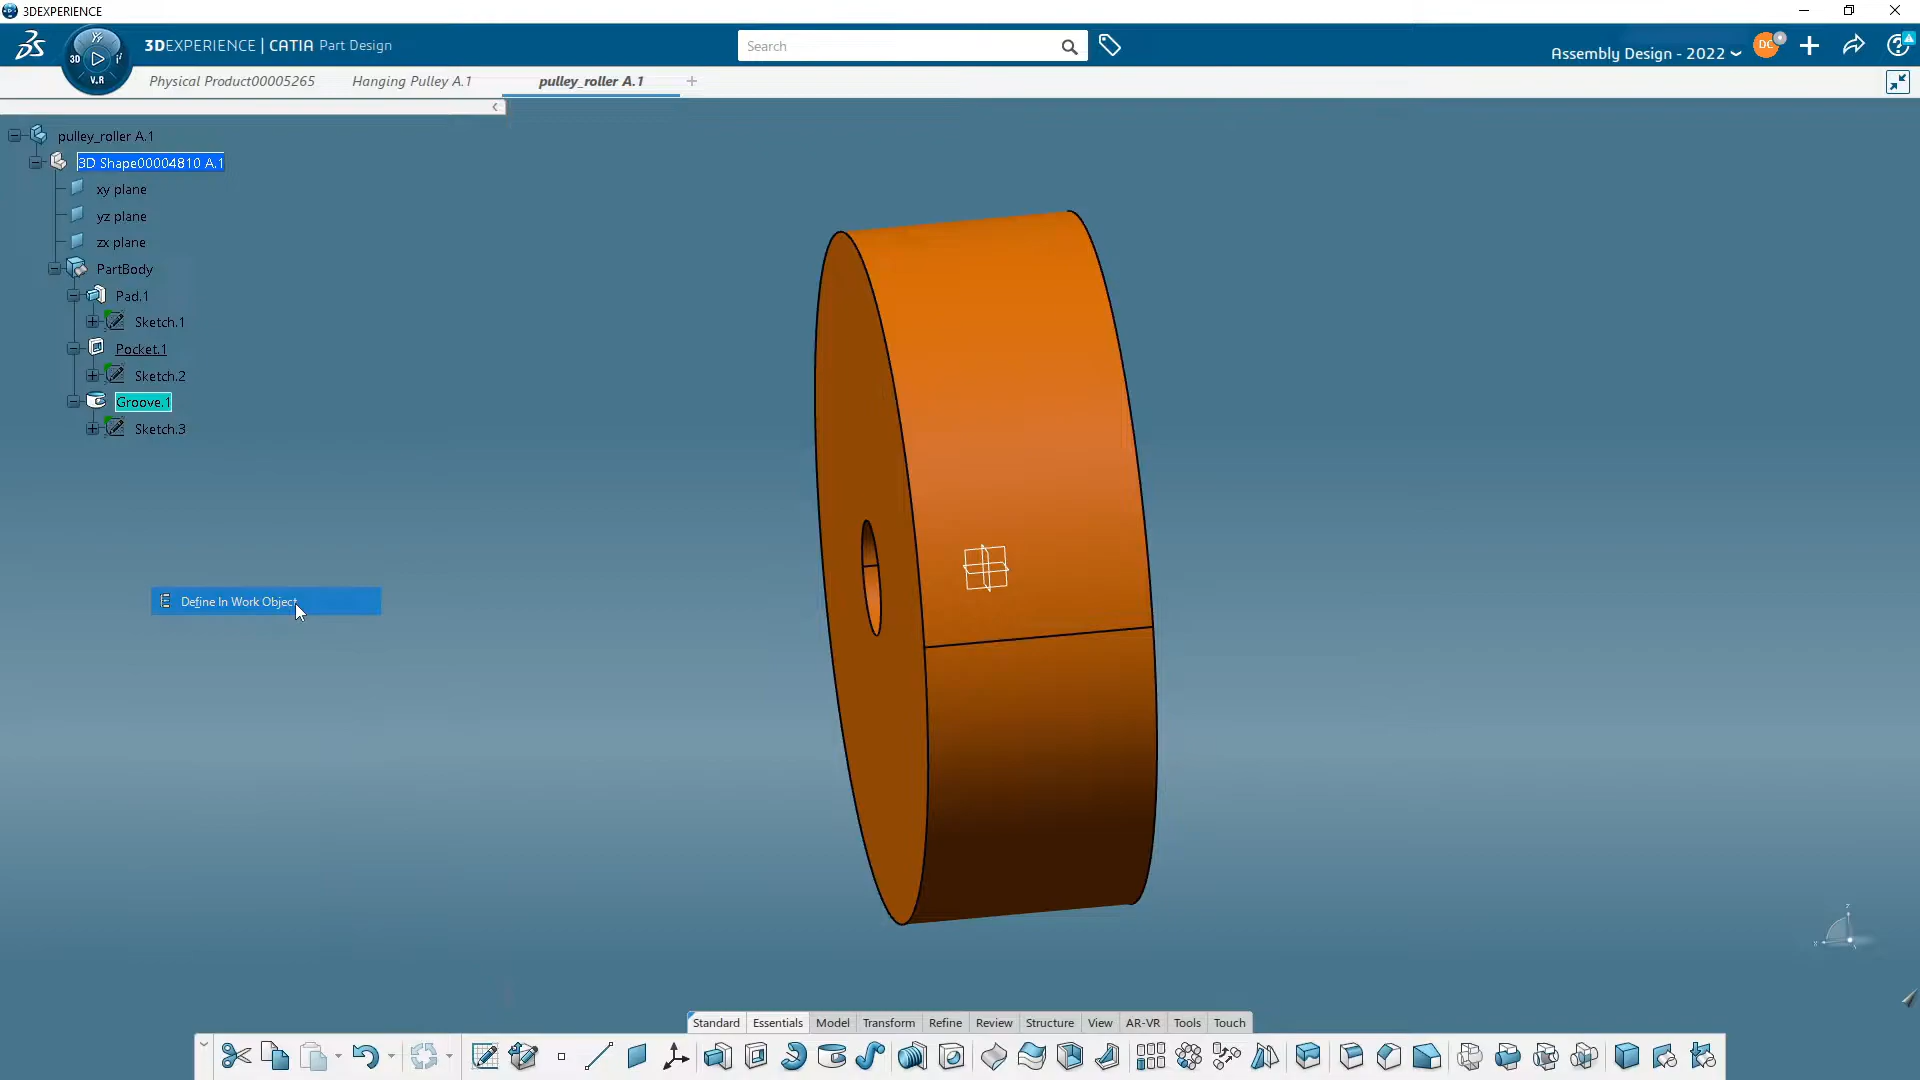 3DEXPERIENCE
3DEXPERIENCE | CATIA Part Design
3D
V.R
Search
Assembly Design - 2022
DC
Physical Product00005265
Hanging Pulley A.1
pulley_roller A.1
pulley_roller A.1
3D Shape00004810 A.1
xy plane
yz plane
zx plane
PartBody
Pad.1
Sketch.1
Pocket.1
Sketch.2
Groove.1
Sketch.3
Define In Work Object
Standard
Essentials
Model
Transform
Refine
Review
Structure
View
AR-VR
Tools
Touch